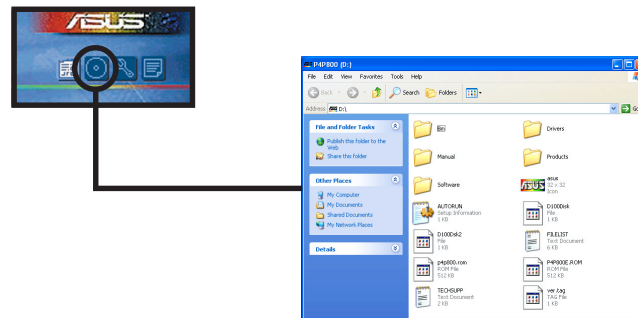 ASUS
P4P800 (D:)
File Edit View Favorites Tools Help
Back Search Folders
Address D:\ Go
File and Folder Tasks
Publish this folder to the
Web
Share this folder
Other Places
My Computer
My Documents
Shared Documents
My Network Places
Details
Bin
Drivers
Manual
Products
Software
ASUS
asus
32 x 32
Icon
AUTORUN
Setup Information
1 KB
D100Disk
File
1 KB
D100Dsk2
File
1 KB
FILELIST
Text Document
6 KB
p4p800.rom
ROM File
512 KB
P4P800E.ROM
ROM File
512 KB
TECHSUPP
Text Document
2 KB
ver.tag
TAG File
1 KB